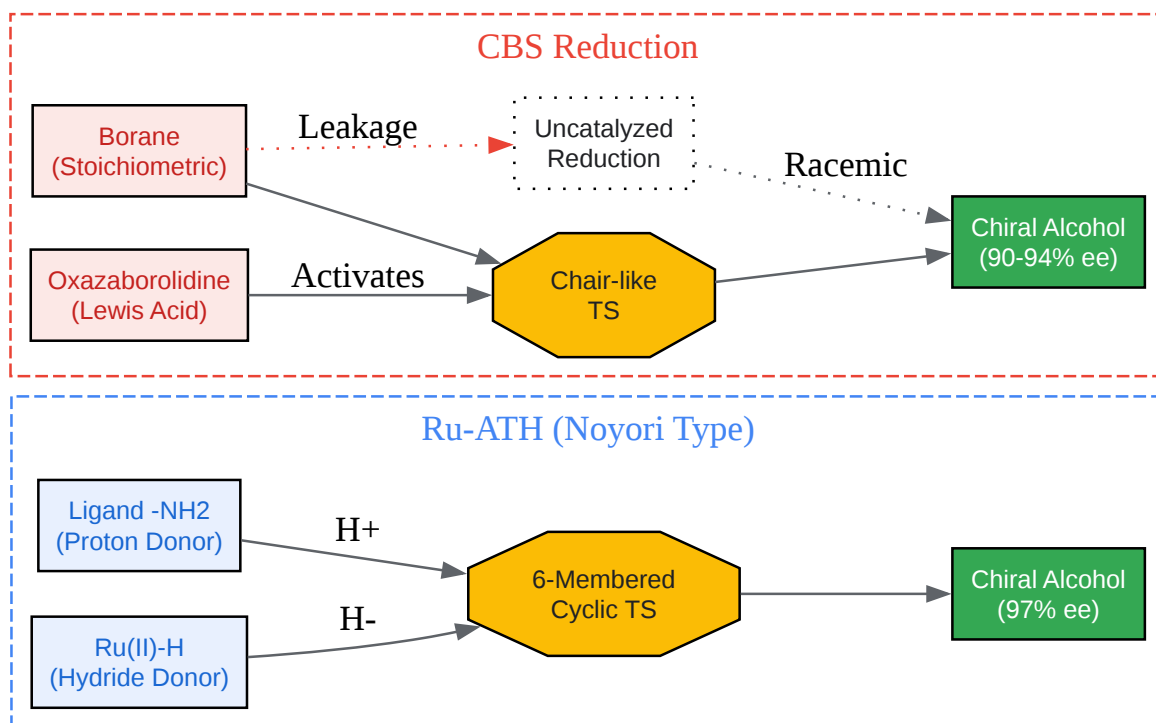 CBS Reduction
Borane
(Stoichiometric)
Leakage
Uncatalyzed
Reduction
Racemic
Chiral Alcohol
(90-94% ee)
Oxazaborolidine
(Lewis Acid)
Activates
Chair-like
TS
Ru-ATH (Noyori Type)
Ligand -NH2
(Proton Donor)
H+
6-Membered
Cyclic TS
Chiral Alcohol
(97% ee)
H-
Ru(II)-H
(Hydride Donor)